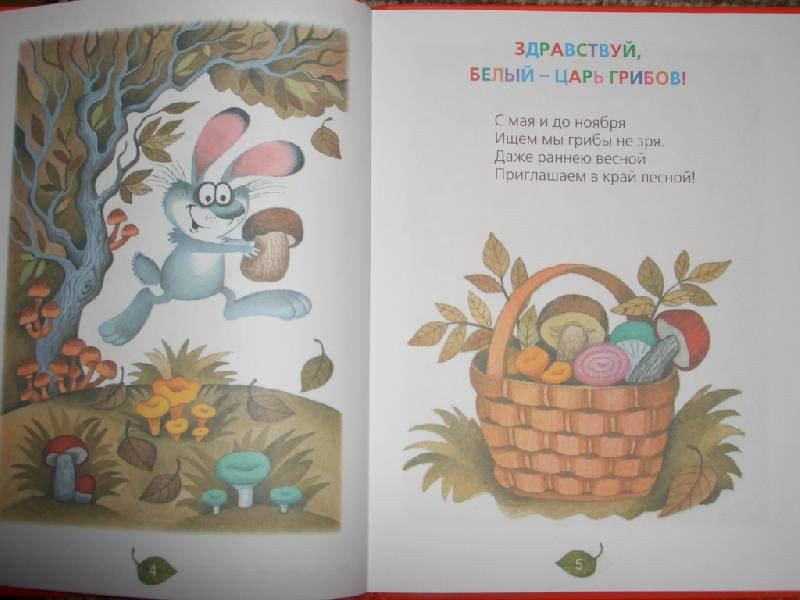 4
ЗДРАВСТВУЙ,
БЕЛЫЙ – ЦАРЬ ГРИБОВ!
С мая и до ноября
Ищем мы грибы не зря.
Даже раннею весной
Приглашаем в край лесной!
5